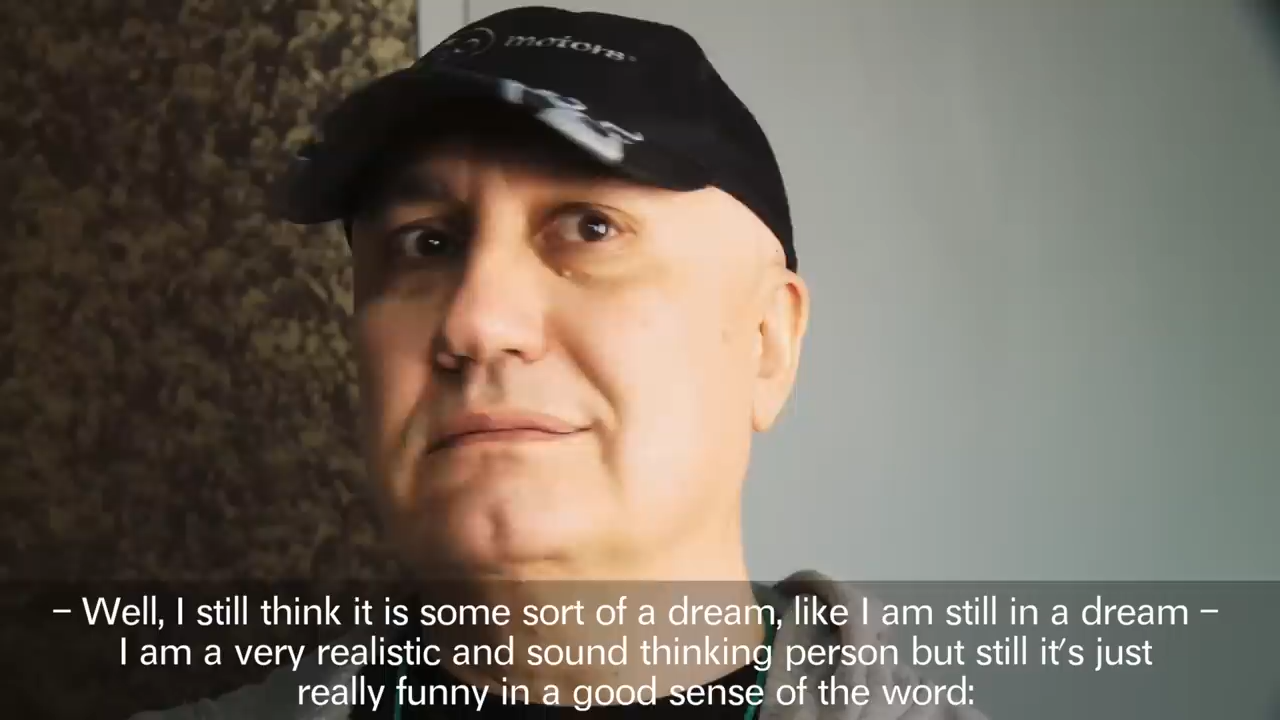 motors
– Well, I still think it is some sort of a dream, like I am still in a dream –
I am a very realistic and sound thinking person but still it's just
really funny in a good sense of the word: